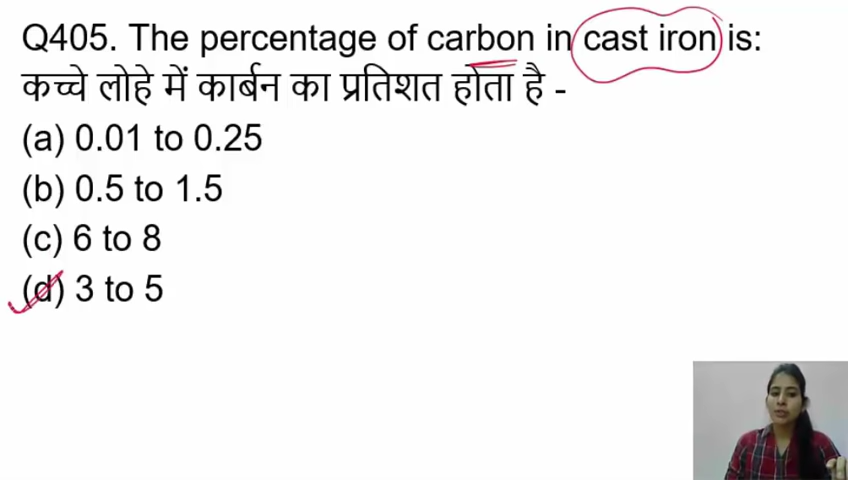 Q405. The percentage of carbon in cast iron is:
कच्चे लोहे में कार्बन का प्रतिशत होता है -
(a) 0.01 to 0.25
(b) 0.5 to 1.5
(c) 6 to 8
(d) 3 to 5